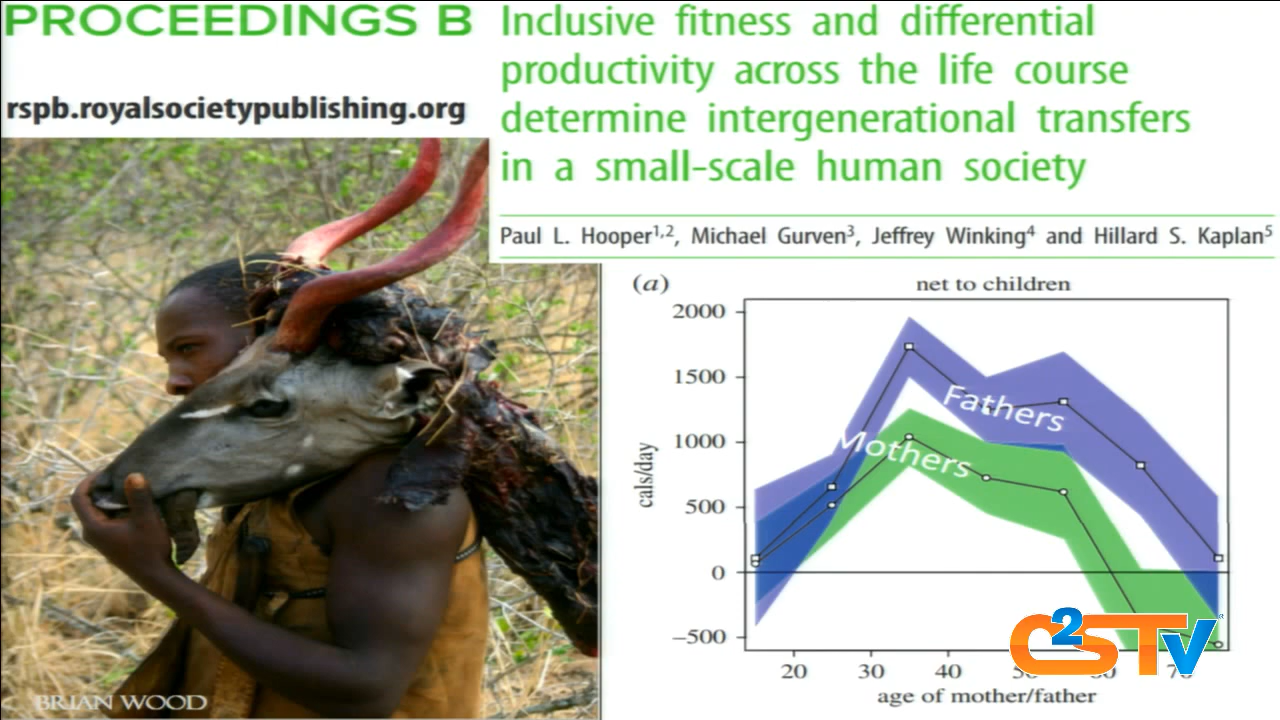 PROCEEDINGS B
rspb.royalsocietypublishing.org
Inclusive fitness and differential
productivity across the life course
determine intergenerational transfers
in a small-scale human society
Paul L. Hooper1,2, Michael Gurven3, Jeffrey Winking4 and Hillard S. Kaplan5
(a)
net to children
2000
1500
1000
500
0
–500
cals/day
Fathers
Mothers
20 30 40
age of mother/father
BRIAN WOOD
C2STV